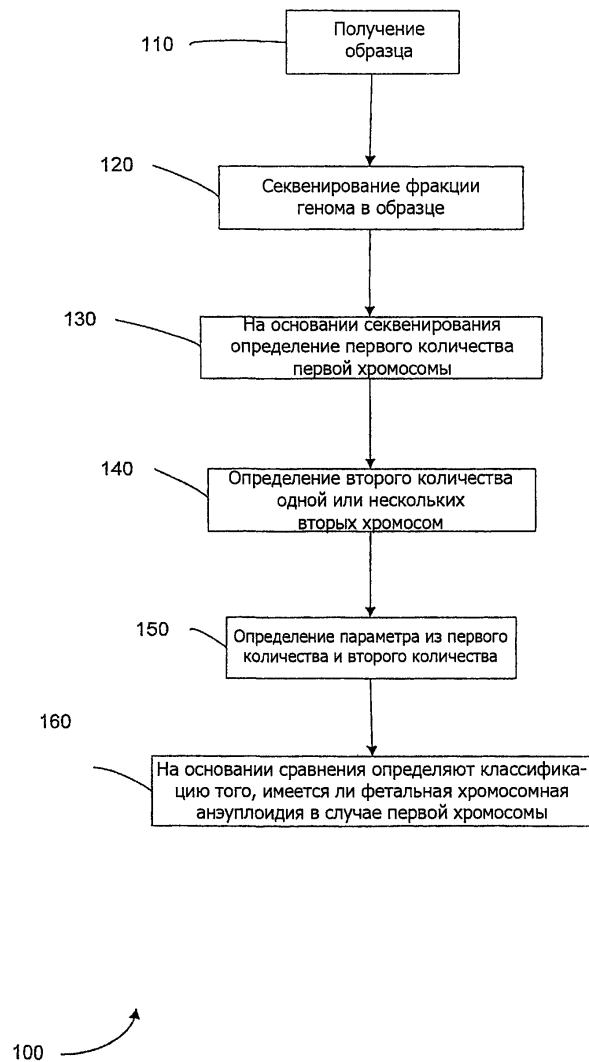 110
Получение
образца
120
Секвенирование фракции
генома в образце
130
На основании секвенирования
определение первого количества
первой хромосомы
140
Определение второго количества
одной или нескольких
вторых хромосом
150
Определение параметра из первого
количества и второго количества
160
На основании сравнения определяют классифика-
цию того, имеется ли фетальная хромосомная
анэуплоидия в случае первой хромосомы
100